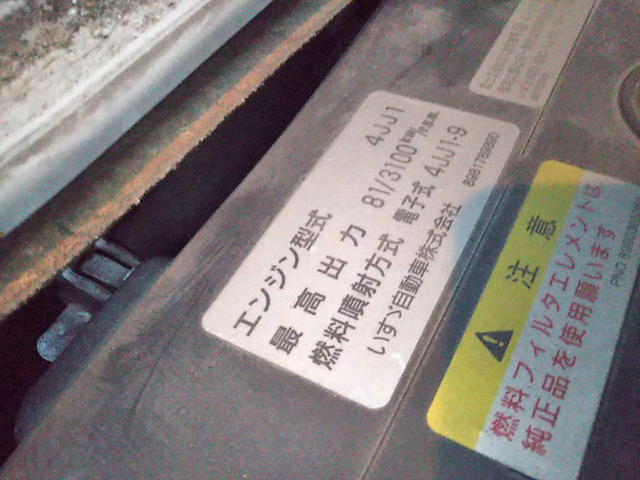 エンジン型式 4JJ1
最高出力 81/3100
燃料噴射方式 電子式 4JJ1-9
いすゞ自動車株式会社
注意
燃料フィルタエレメントは
純正品を使用願います